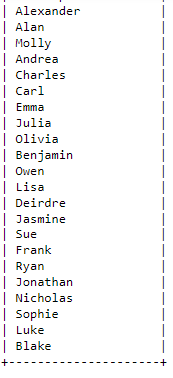 | Alexander |
| Alan |
| Molly |
| Andrea |
| Charles |
| Carl |
| Emma |
| Julia |
| Olivia |
| Benjamin |
| Owen |
| Lisa |
| Deirdre |
| Jasmine |
| Sue |
| Frank |
| Ryan |
| Jonathan |
| Nicholas |
| Sophie |
| Luke |
| Blake |
+---------------------+